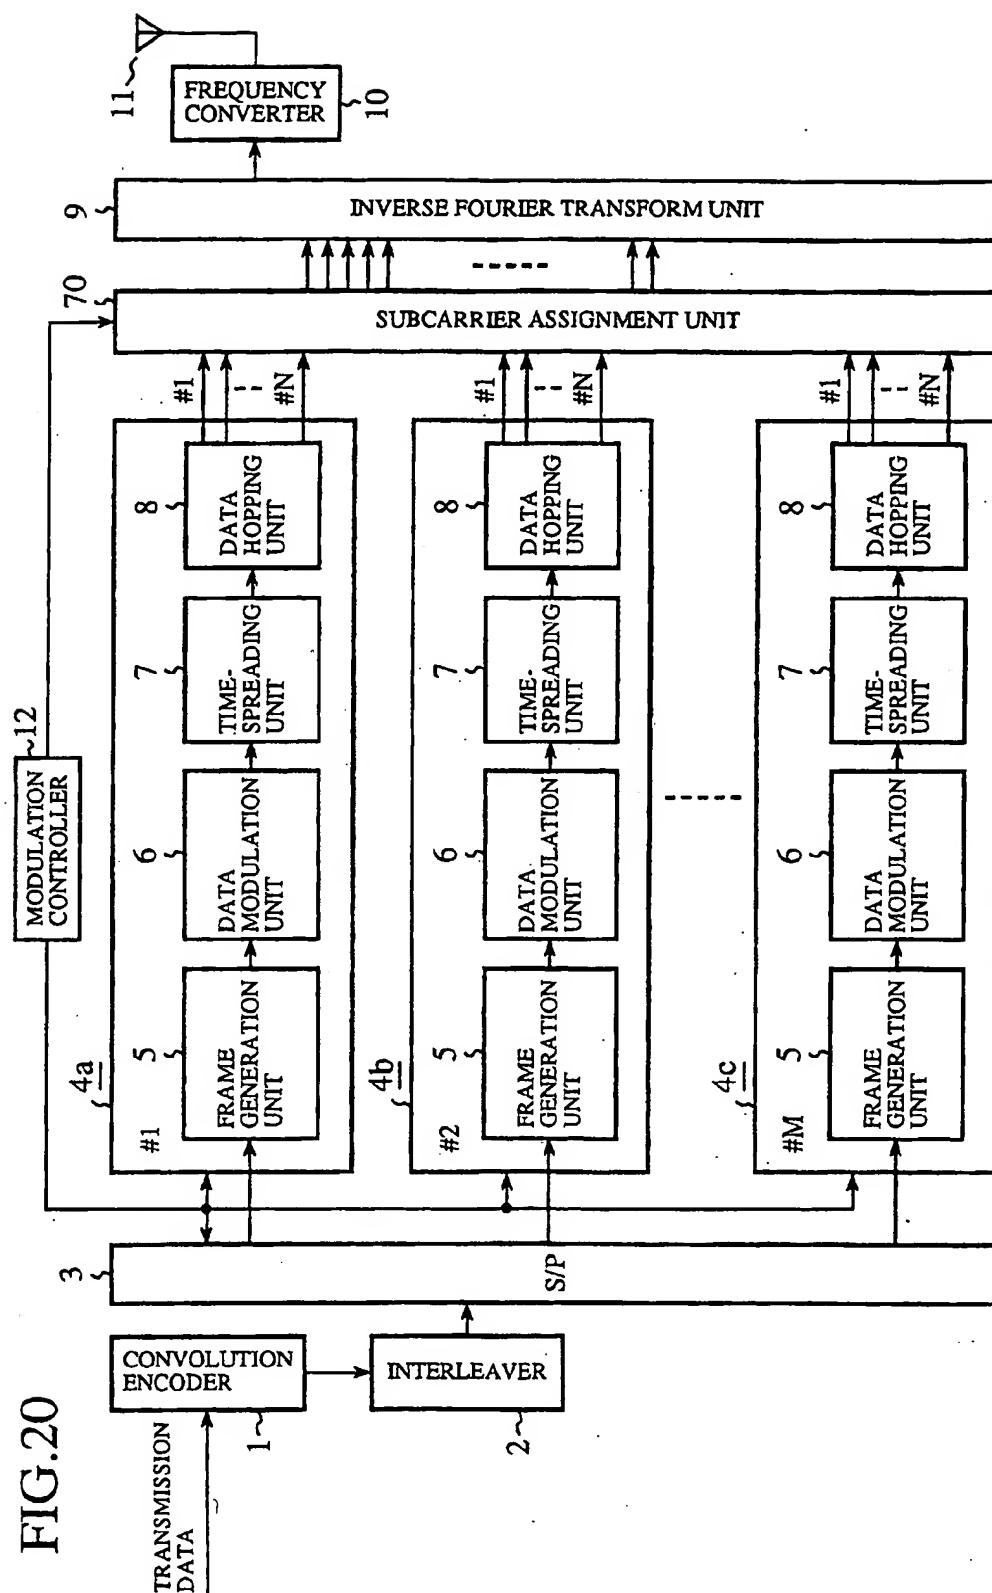 FIG.20
TRANSMISSION
DATA
CONVOLUTION
ENCODER
1
INTERLEAVER
2
3
S/P
MODULATION
CONTROLLER
12
4a
#1
5
FRAME
GENERATION
UNIT
6
DATA
MODULATION
UNIT
7
TIME-
SPREADING
UNIT
8
DATA
HOPPING
UNIT
#1
#N
4b
#2
5
FRAME
GENERATION
UNIT
6
DATA
MODULATION
UNIT
7
TIME-
SPREADING
UNIT
8
DATA
HOPPING
UNIT
#1
#N
4c
#M
5
FRAME
GENERATION
UNIT
6
DATA
MODULATION
UNIT
7
TIME-
SPREADING
UNIT
8
DATA
HOPPING
UNIT
#1
#N
70
SUBCARRIER ASSIGNMENT UNIT
9
INVERSE FOURIER TRANSFORM UNIT
FREQUENCY
CONVERTER
10
11